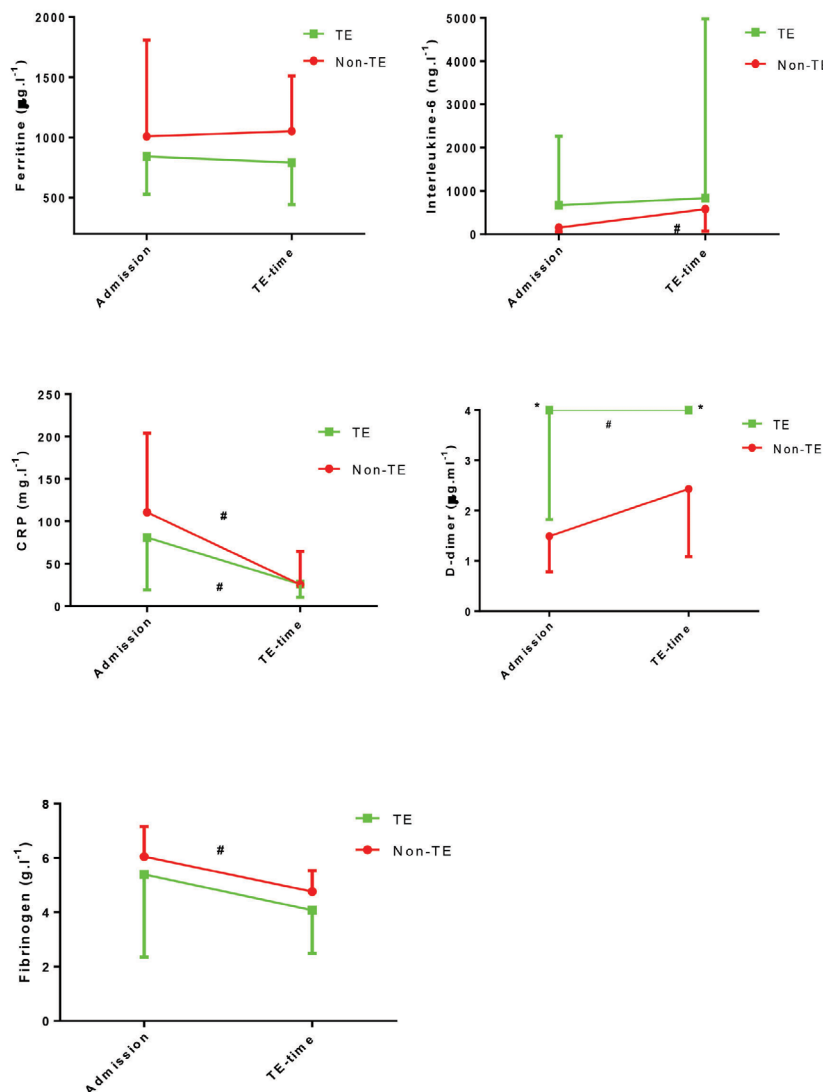 2000
1500
1000
500
Ferritine (µg.l⁻¹)
TE
Non-TE
Admission
TE-time
5000
4000
3000
2000
1000
0
Interleukine-6 (ng.l⁻¹)
TE
Non-TE
#
Admission
TE-time
250
200
150
100
50
0
CRP (mg.l⁻¹)
#
#
TE
Non-TE
Admission
TE-time
4
3
2
1
0
D-dimer (µg.ml⁻¹)
*
*
#
TE
Non-TE
Admission
TE-time
8
6
4
2
0
Fibrinogen (g.l⁻¹)
#
TE
Non-TE
Admission
TE-time